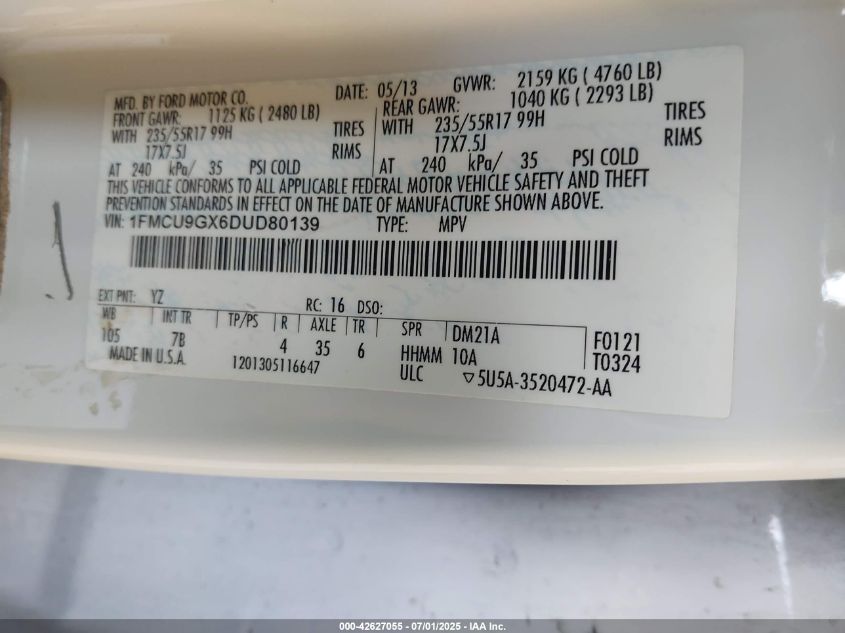 MFD. BY FORD MOTOR CO.
DATE: 05/13
GVWR: 2159 KG ( 4760 LB)
FRONT GAWR: 1125 KG ( 2480 LB)
REAR GAWR: 1040 KG ( 2293 LB)
WITH 235/55R17 99H TIRES
WITH 235/55R17 99H TIRES
17X7.5J RIMS
17X7.5J RIMS
AT 240 kPa/ 35 PSI COLD
AT 240 kPa/ 35 PSI COLD
THIS VEHICLE CONFORMS TO ALL APPLICABLE FEDERAL MOTOR VEHICLE SAFETY AND THEFT
PREVENTION STANDARDS IN EFFECT ON THE DATE OF MANUFACTURE SHOWN ABOVE.
VIN: 1FMCU9GX6DUD80139 TYPE: MPV
EXT PNT: YZ RC: 16 DSO:
WB INT TR TP/PS R AXLE TR SPR DM21A F0121
105 7B 4 35 6 HHMM 10A T0324
MADE IN U.S.A. 1201305116647 ULC ▽5U5A-3520472-AA
000-42627055 - 07/01/2025 - IAA Inc.